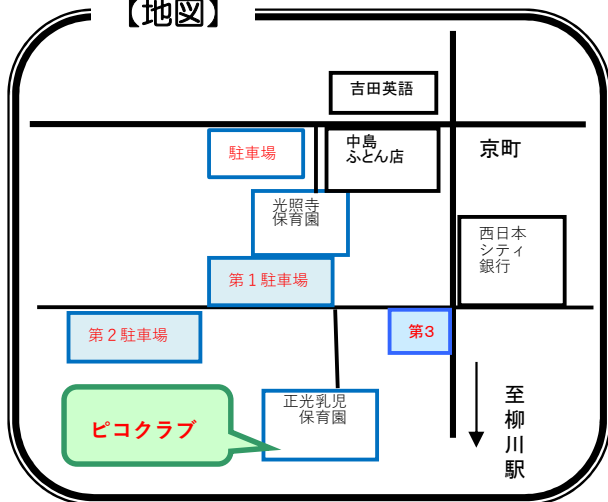 【地図】
吉田英語
駐車場
中島
ふとん店
京町
光照寺
保育園
西日本
シティ
銀行
第1駐車場
第2駐車場
第3
正光乳児
保育園
ピコクラブ
至柳川駅